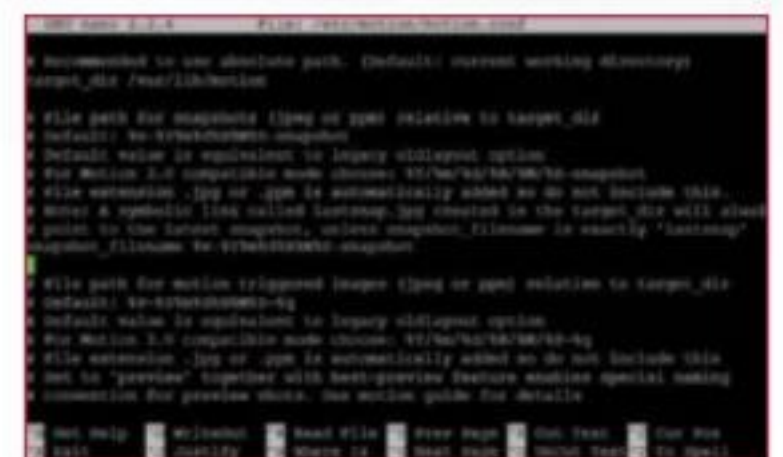 GNU nano 2.2.6 File: /etc/motion/motion.conf
# Recommended to use absolute path. (Default: current working directory)
target_dir /var/lib/motion
# File path for snapshots (jpeg or ppm) relative to target_dir
# Default: snapshot
# Default value is equivalent to legacy oldlayout option
# For Motion 3.0 compatible mode choose:
# File extension .jpg or .ppm is automatically added so do not include this.
# Note: A symbolic link called lastsnap.jpg created in the target_dir will
# point to the latest snapshot, unless snapshot_filename is exactly 'lastsnap'
snapshot_filename
# File path for motion triggered images (jpeg or ppm) relative to target_dir
# Default:
# Default value is equivalent to legacy oldlayout option
# For Motion 3.0 compatible mode choose:
# File extension .jpg or .ppm is automatically added so do not include this
# Set to 'preview' together with best-preview feature enables special naming
# convention for preview shots. See motion guide for details
Get Help WriteOut Read File Prev Page Cut Text Cur Pos
Exit Justify Where Is Next Page UnCut Text To Spell